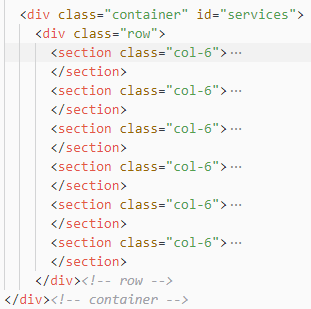 <div class="container" id="services">
<div class="row">
<section class="col-6">…
</section>
<section class="col-6">…
</section>
<section class="col-6">…
</section>
<section class="col-6">…
</section>
<section class="col-6">…
</section>
<section class="col-6">…
</section>
</div><!-- row -->
</div><!-- container -->